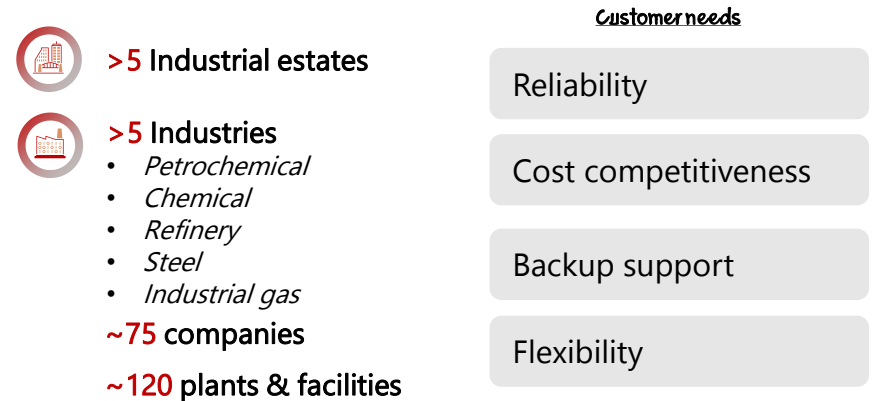 >5 Industrial estates
>5 Industries
• Petrochemical
• Chemical
• Refinery
• Steel
• Industrial gas
~75 companies
~120 plants & facilities
Customer needs
Reliability
Cost competitiveness
Backup support
Flexibility